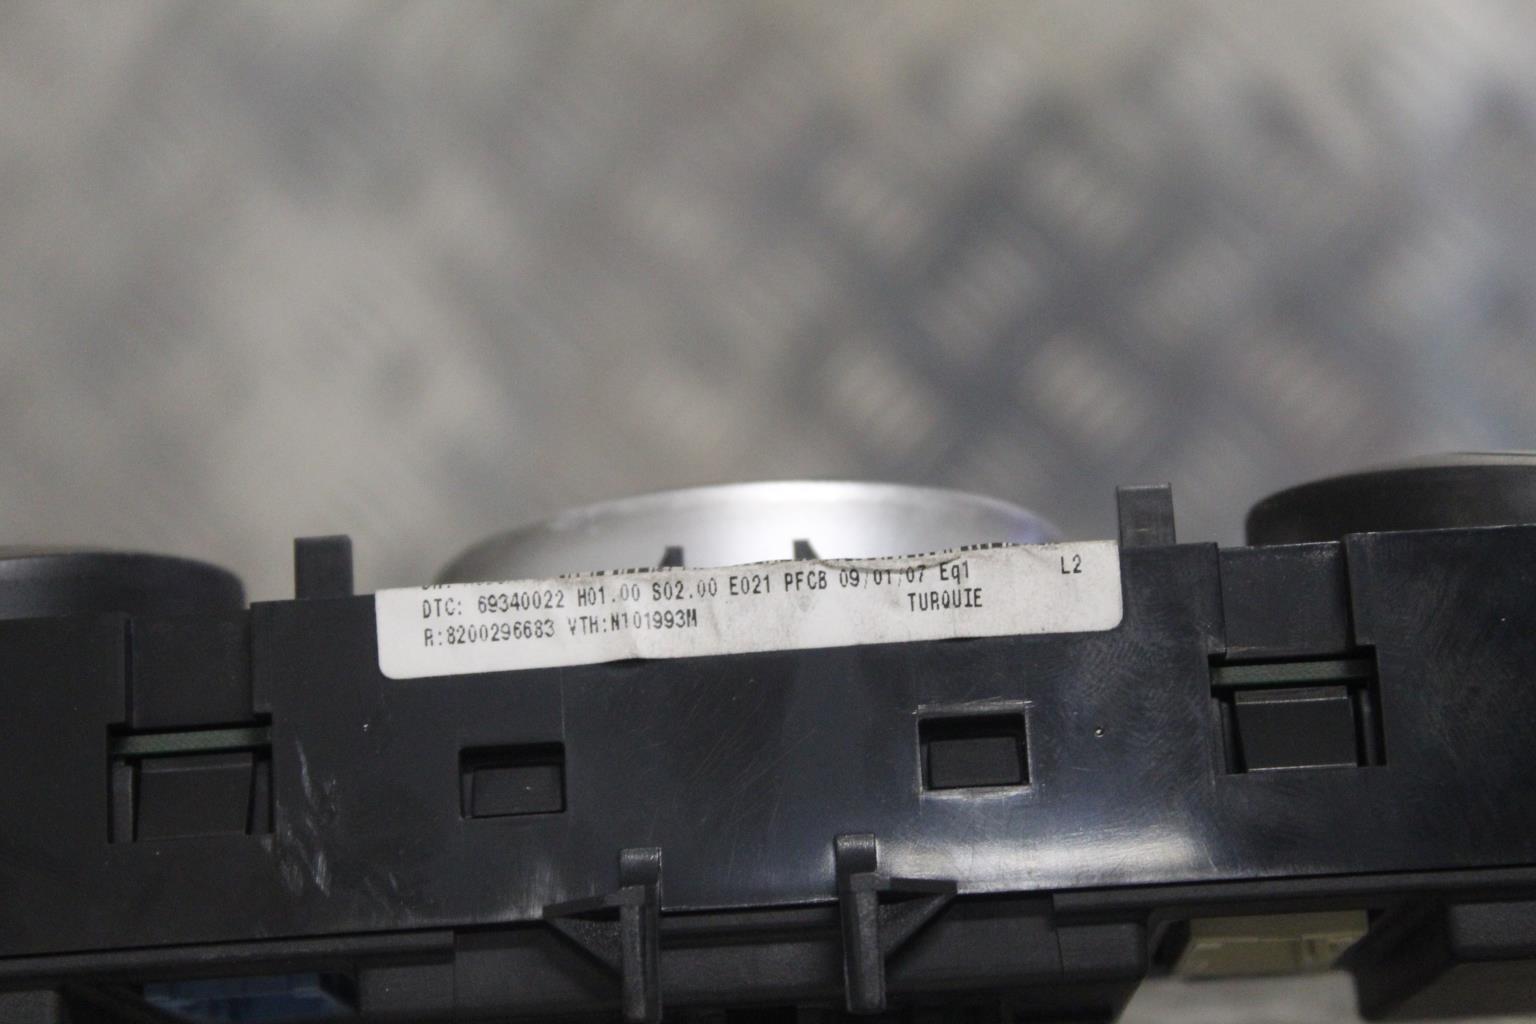 DTC: 69340022 H01.00 S02.00 E021 PFCB 09/01/07 Eq1 L2
R:8200296683 VTH:N101993M TURQUIE